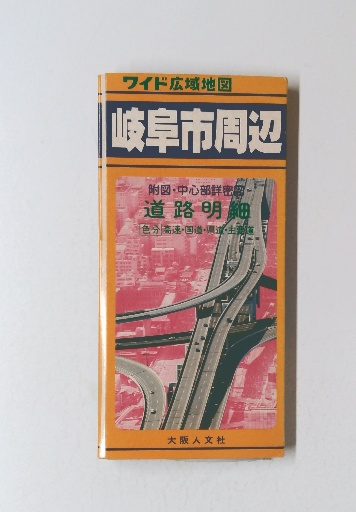 ワイド広域地図
岐阜市周辺
附図・中心部詳密図
道路明細
色分 高速・国道・県道・主要道
大阪人文社